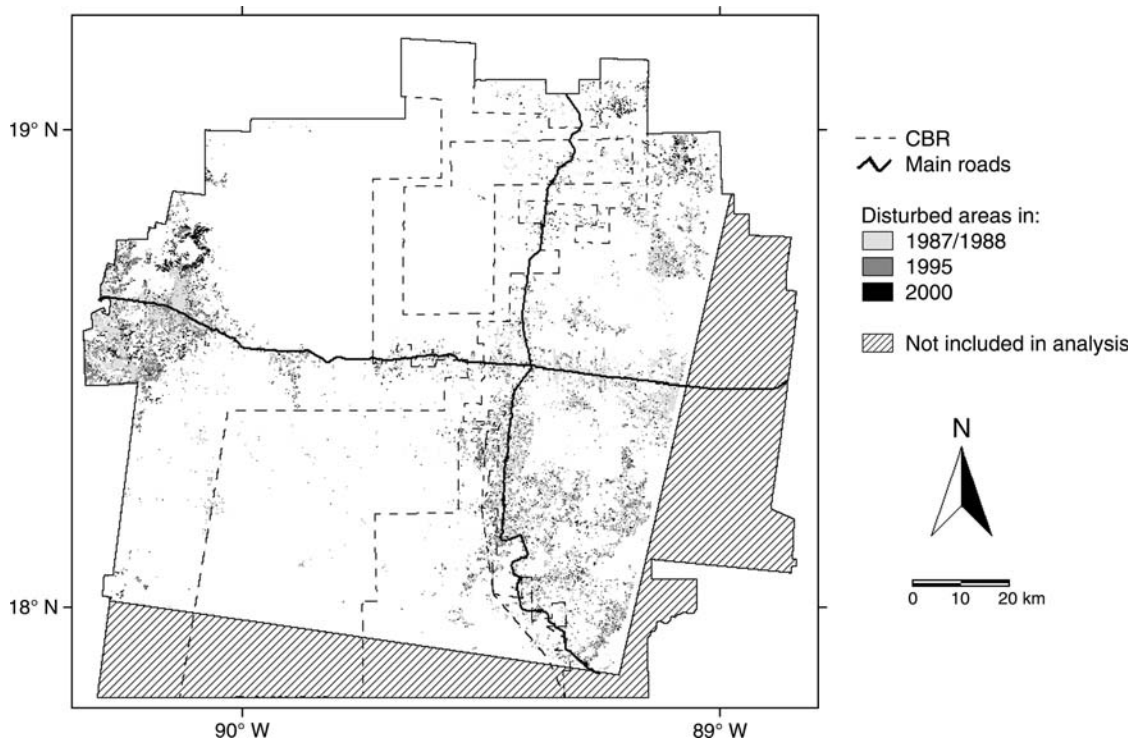 19° N
18° N
90° W
89° W
CBR
Main roads
Disturbed areas in:
1987/1988
1995
2000
Not included in analysis
N
0 10 20 km